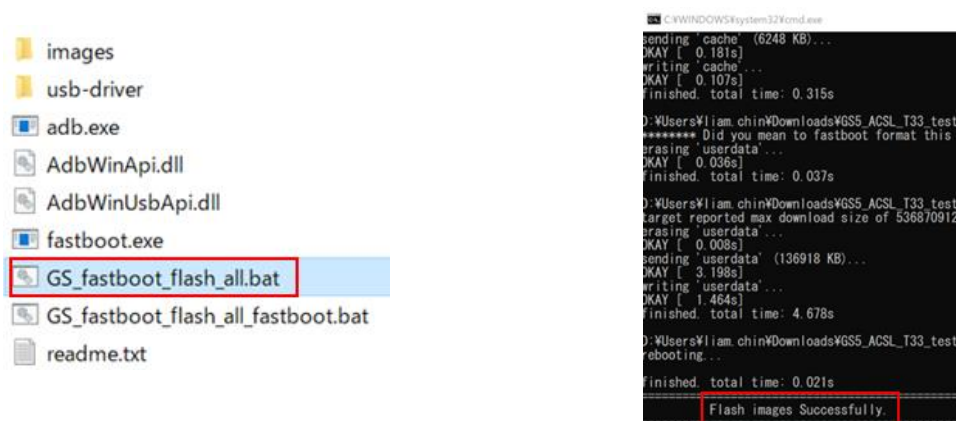 images
usb-driver
adb.exe
AdbWinApi.dll
AdbWinUsbApi.dll
fastboot.exe
GS_fastboot_flash_all.bat
GS_fastboot_flash_all_fastboot.bat
readme.txt
C:¥WINDOWS¥system32¥cmd.exe
sending 'cache' (6248 KB)...
OKAY [  0.181s]
writing 'cache'...
OKAY [  0.107s]
finished. total time: 0.315s
D:¥Users¥liam.chin¥Downloads¥GS5_ACSL_T33_test
******** Did you mean to fastboot format this
erasing 'userdata'...
OKAY [  0.036s]
finished. total time: 0.037s
D:¥Users¥liam.chin¥Downloads¥GS5_ACSL_T33_test
target reported max download size of 536870912
erasing 'userdata'...
OKAY [  0.008s]
sending 'userdata' (136918 KB)...
OKAY [  3.198s]
writing 'userdata'...
OKAY [  1.464s]
finished. total time: 4.678s
D:¥Users¥liam.chin¥Downloads¥GS5_ACSL_T33_test
rebooting...
finished. total time: 0.021s
Flash images Successfully.